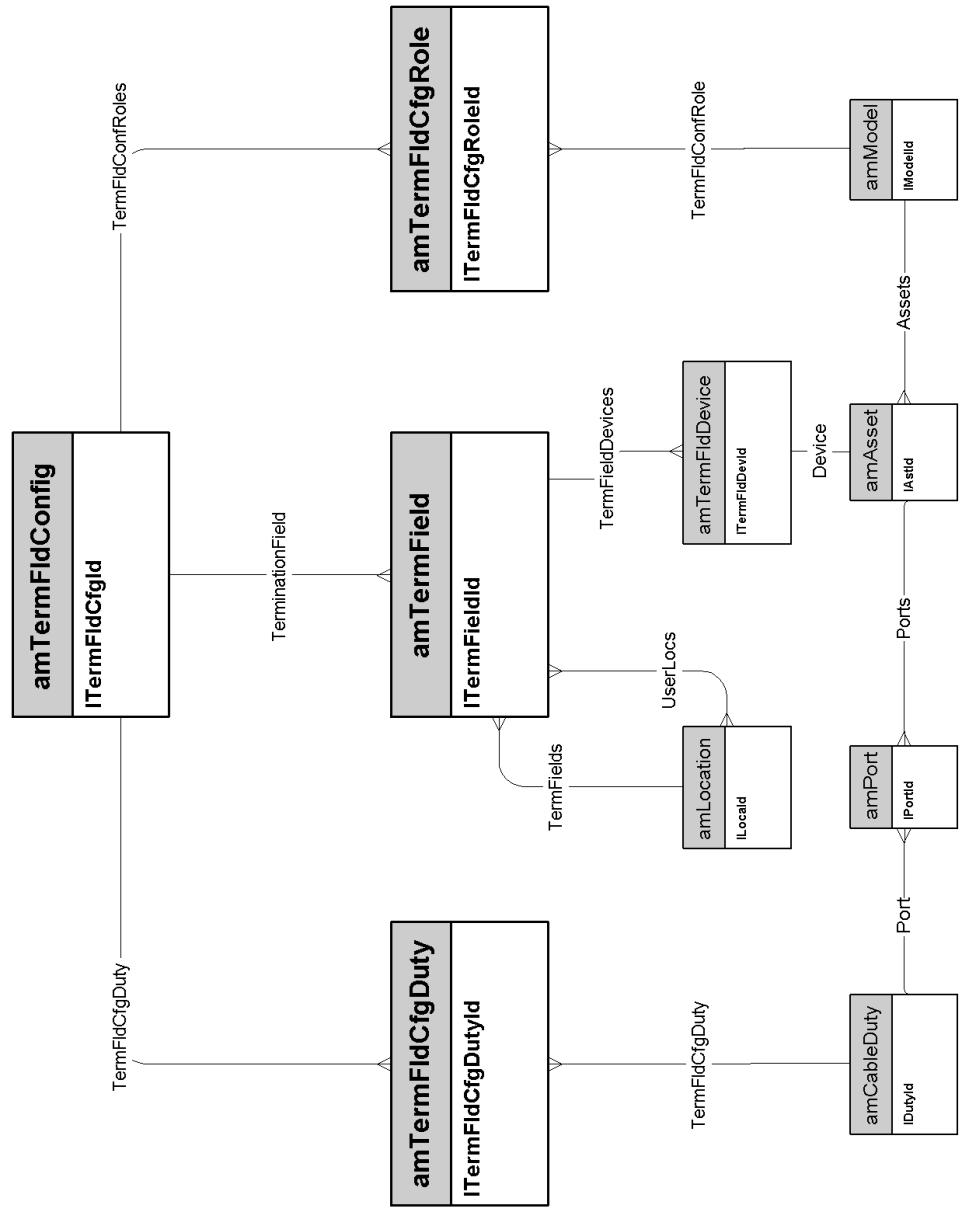 amTermFldConfig
lTermFldCfgId
TermFldCfgDuty
TerminationField
TermFldConfRoles
amTermFldCfgDuty
lTermFldCfgDutyId
amTermField
lTermFieldId
amTermFldCfgRole
lTermFldCfgRoleId
TermFields
UserLocs
TermFieldDevices
TermFldCfgDuty
TermFldConfRole
amLocation
lLocaId
amTermFldDevice
lTermFldDevId
Device
amCableDuty
lDutyId
Port
amPort
lPortId
Ports
amAsset
lAstId
Assets
amModel
lModelId